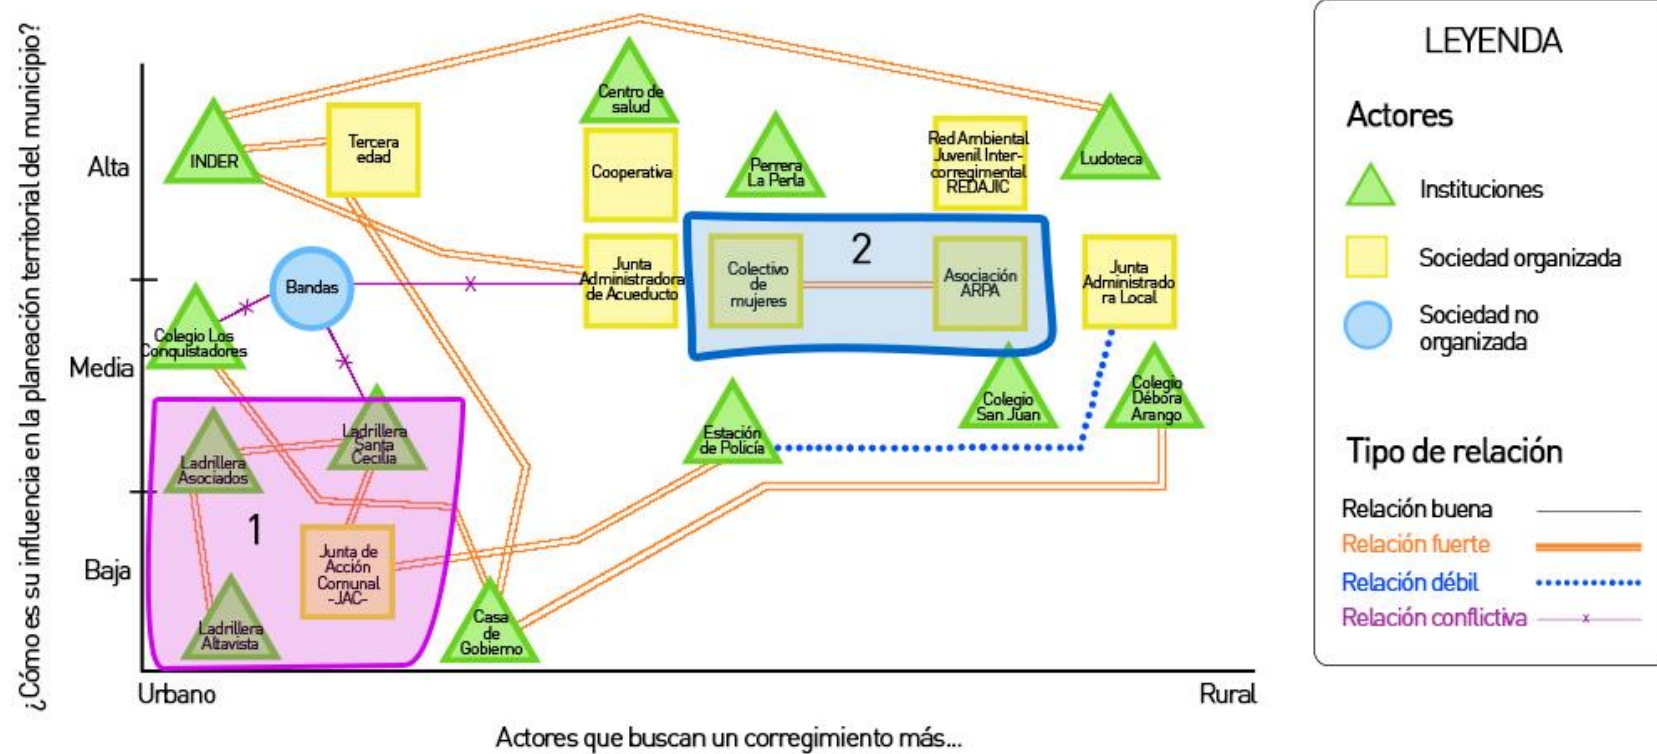 ¿Cómo es su influencia en la planeación territorial del municipio?
Alta
Media
Baja
Urbano
Rural
Actores que buscan un corregimiento más...
INDER
Tercera
edad
Centro de
salud
Cooperativa
Perrera
La Perla
Red Ambiental
Juvenil Inter-
corregimental
REDAJIC
Ludoteca
Bandas
Junta
Administradora
de Acueducto
Colectivo
de
mujeres
2
Asociación
ARPA
Junta
Administrado
ra Local
Colegio Los
Conquistadores
Ladrillera
Asociados
Ladrillera
Santa
Cecilia
1
Junta de
Acción
Comunal
-JAC-
Ladrillera
Altavista
Casa
de
Gobierno
Estación
de Policía
Colegio
San Juan
Colegio
Débora
Arango
LEYENDA
Actores
Instituciones
Sociedad organizada
Sociedad no
organizada
Tipo de relación
Relación buena
Relación fuerte
Relación débil
Relación conflictiva